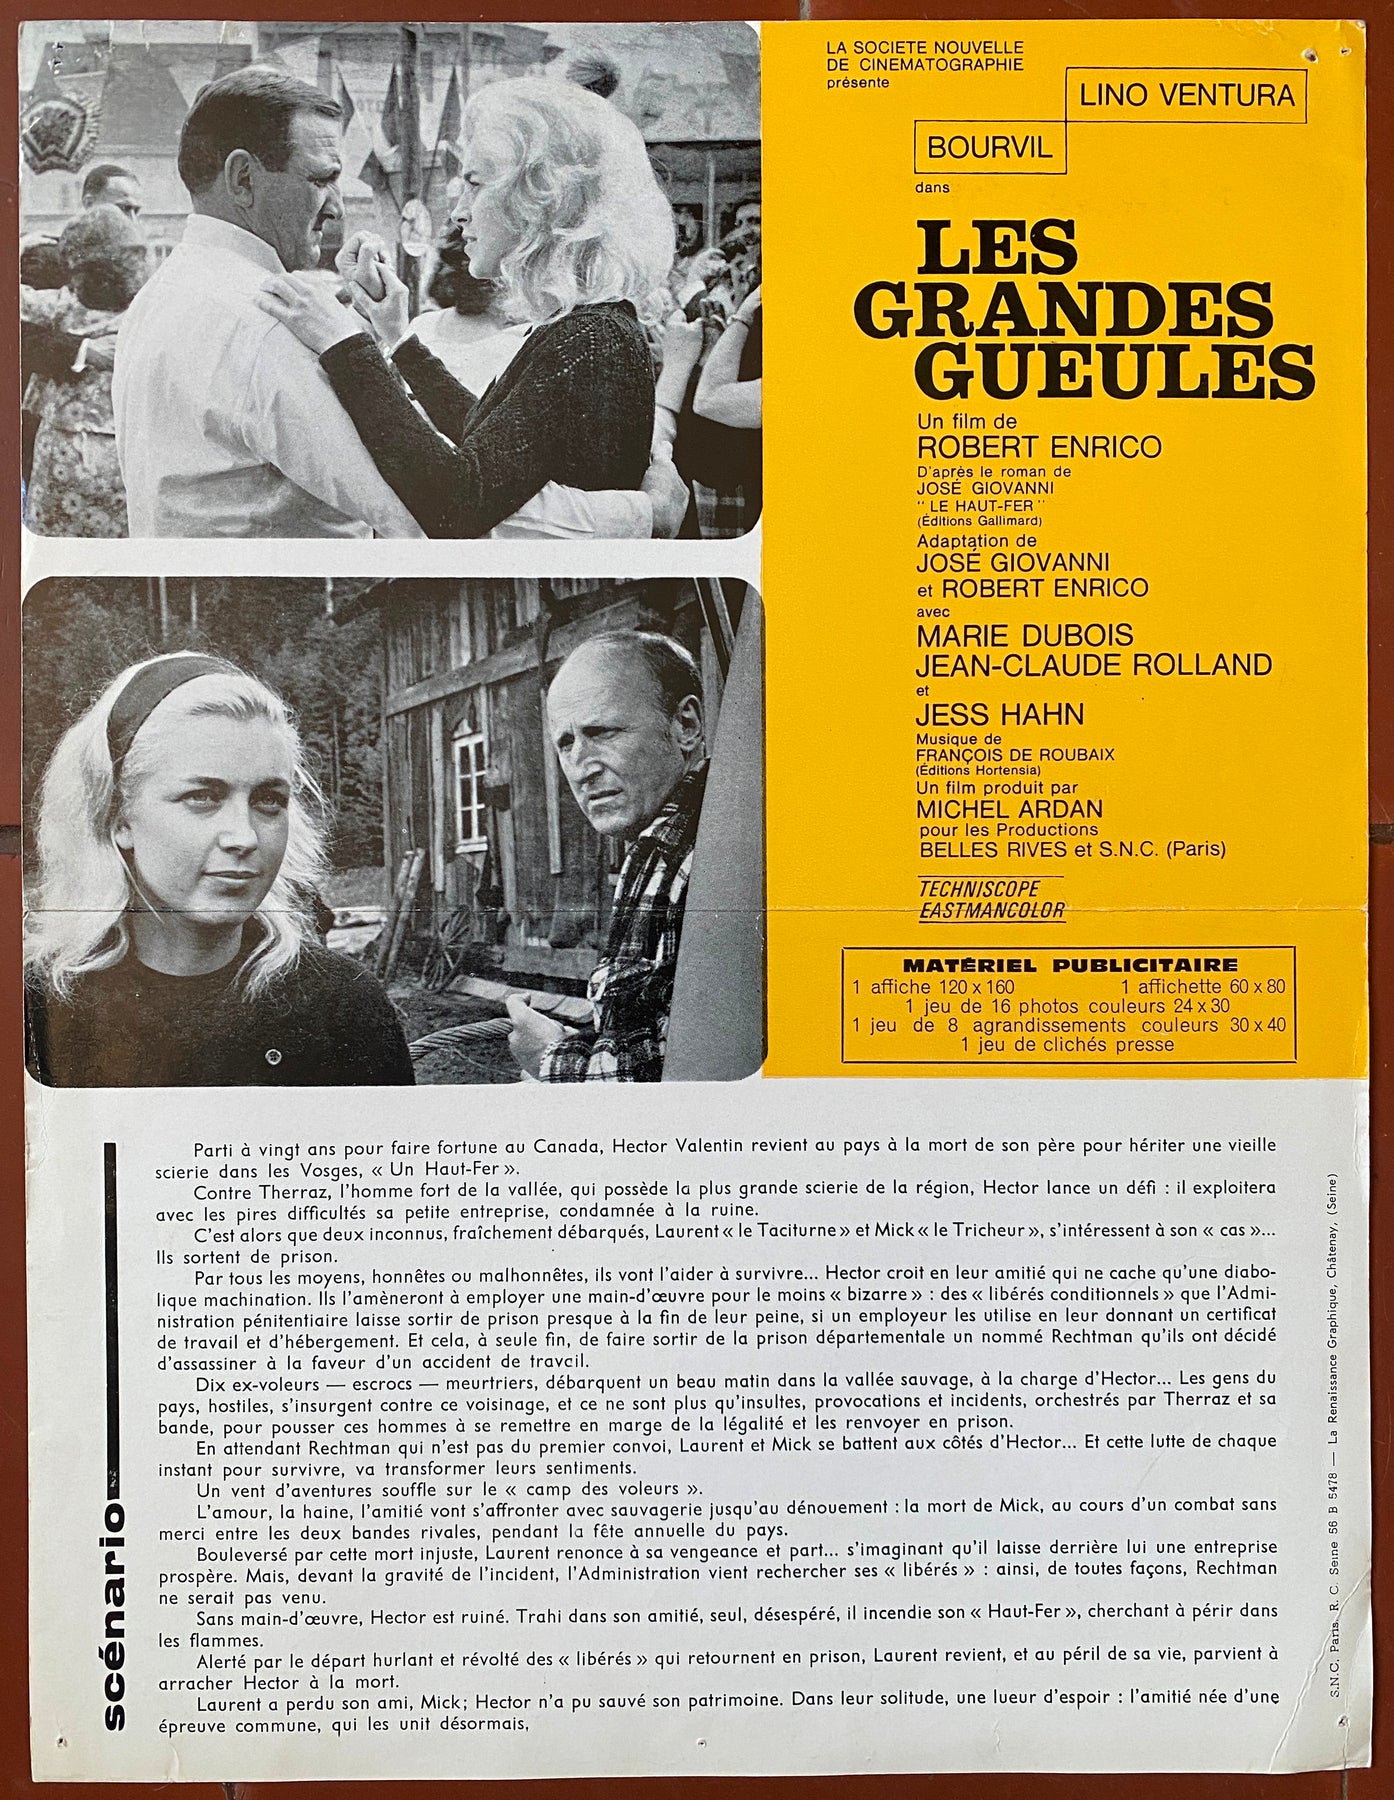 LA SOCIETE NOUVELLE
DE CINEMATOGRAPHIE
présente
LINO VENTURA
BOURVIL
dans
LES
GRANDES
GUEULES
Un film de
ROBERT ENRICO
D'après le roman de
JOSÉ GIOVANNI
" LE HAUT-FER "
(Éditions Gallimard)
Adaptation de
JOSÉ GIOVANNI
et ROBERT ENRICO
avec
MARIE DUBOIS
JEAN-CLAUDE ROLLAND
et
JESS HAHN
Musique de
FRANÇOIS DE ROUBAIX
(Éditions Hortensia)
Un film produit par
MICHEL ARDAN
pour les Productions
BELLES RIVES et S.N.C. (Paris)
TECHNISCOPE
EASTMANCOLOR
MATÉRIEL PUBLICITAIRE
1 affiche 120 x 160 1 affichette 60 x 80
1 jeu de 16 photos couleurs 24 x 30
1 jeu de 8 agrandissements couleurs 30 x 40
1 jeu de clichés presse
scénario
Parti à vingt ans pour faire fortune au Canada, Hector Valentin revient au pays à la mort de son père pour hériter une vieille
scierie dans les Vosges, « Un Haut-Fer ».
Contre Therraz, l'homme fort de la vallée, qui possède la plus grande scierie de la région, Hector lance un défi : il exploitera
avec les pires difficultés sa petite entreprise, condamnée à la ruine.
C'est alors que deux inconnus, fraîchement débarqués, Laurent « le Taciturne » et Mick « le Tricheur », s'intéressent à son « cas »...
Ils sortent de prison.
Par tous les moyens, honnêtes ou malhonnêtes, ils vont l'aider à survivre... Hector croit en leur amitié qui ne cache qu'une diabo-
lique machination. Ils l'amèneront à employer une main-d'œuvre pour le moins « bizarre » : des « libérés conditionnels » que l'Admi-
nistration pénitentiaire laisse sortir de prison presque à la fin de leur peine, si un employeur les utilise en leur donnant un certificat
de travail et d'hébergement. Et cela, à seule fin, de faire sortir de la prison départementale un nommé Rechtman qu'ils ont décidé
d'assassiner à la faveur d'un accident de travail.
Dix ex-voleurs — escrocs — meurtriers, débarquent un beau matin dans la vallée sauvage, à la charge d'Hector... Les gens du
pays, hostiles, s'insurgent contre ce voisinage, et ce ne sont plus qu'insultes, provocations et incidents, orchestrés par Therraz et sa
bande, pour pousser ces hommes à se remettre en marge de la légalité et les renvoyer en prison.
En attendant Rechtman qui n'est pas du premier convoi, Laurent et Mick se battent aux côtés d'Hector... Et cette lutte de chaque
instant pour survivre, va transformer leurs sentiments.
Un vent d'aventures souffle sur le « camp des voleurs ».
L'amour, la haine, l'amitié vont s'affronter avec sauvagerie jusqu'au dénouement : la mort de Mick, au cours d'un combat sans
merci entre les deux bandes rivales, pendant la fête annuelle du pays.
Bouleversé par cette mort injuste, Laurent renonce à sa vengeance et part... s'imaginant qu'il laisse derrière lui une entreprise
prospère. Mais, devant la gravité de l'incident, l'Administration vient rechercher ses « libérés » : ainsi, de toutes façons, Rechtman
ne serait pas venu.
Sans main-d'œuvre, Hector est ruiné. Trahi dans son amitié, seul, désespéré, il incendie son « Haut-Fer », cherchant à périr dans
les flammes.
Alerté par le départ hurlant et révolté des « libérés » qui retournent en prison, Laurent revient, et au péril de sa vie, parvient à
arracher Hector à la mort.
Laurent a perdu son ami, Mick ; Hector n'a pu sauvé son patrimoine. Dans leur solitude, une lueur d'espoir : l'amitié née d'une
épreuve commune, qui les unit désormais,
S.N.C. Paris. R. C. Seine 56 B 5478 — La Renaissance Graphique, Châtenay, (Seine)